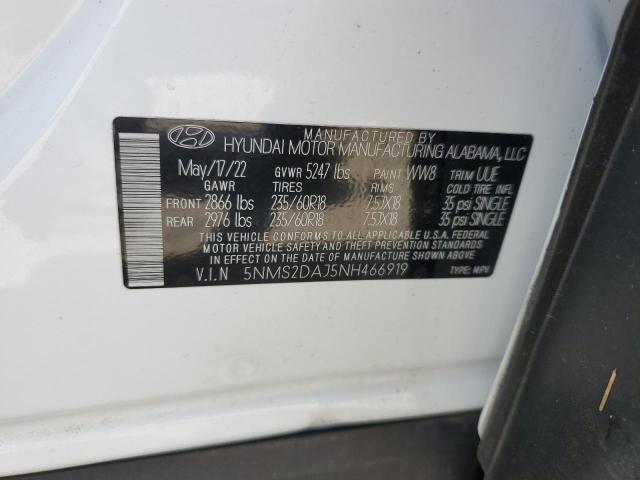 MANUFACTURED BY
HYUNDAI MOTOR MANUFACTURING ALABAMA, LLC
May/17/22 GVWR 5247 lbs PAINT WW8 TRIM UUE
GAWR TIRES RIMS COLD TIRE INFL.
FRONT 2866 lbs 235/60R18 7.5JX18 35 psi SINGLE
REAR 2976 lbs 235/60R18 7.5JX18 35 psi SINGLE
THIS VEHICLE CONFORMS TO ALL APPLICABLE U.S.A. FEDERAL
MOTOR VEHICLE SAFETY AND THEFT PREVENTION STANDARDS
IN EFFECT ON THE DATE OF MANUFACTURE SHOWN ABOVE.
V.I.N 5NMS2DAJ5NH466919 TYPE: MPV